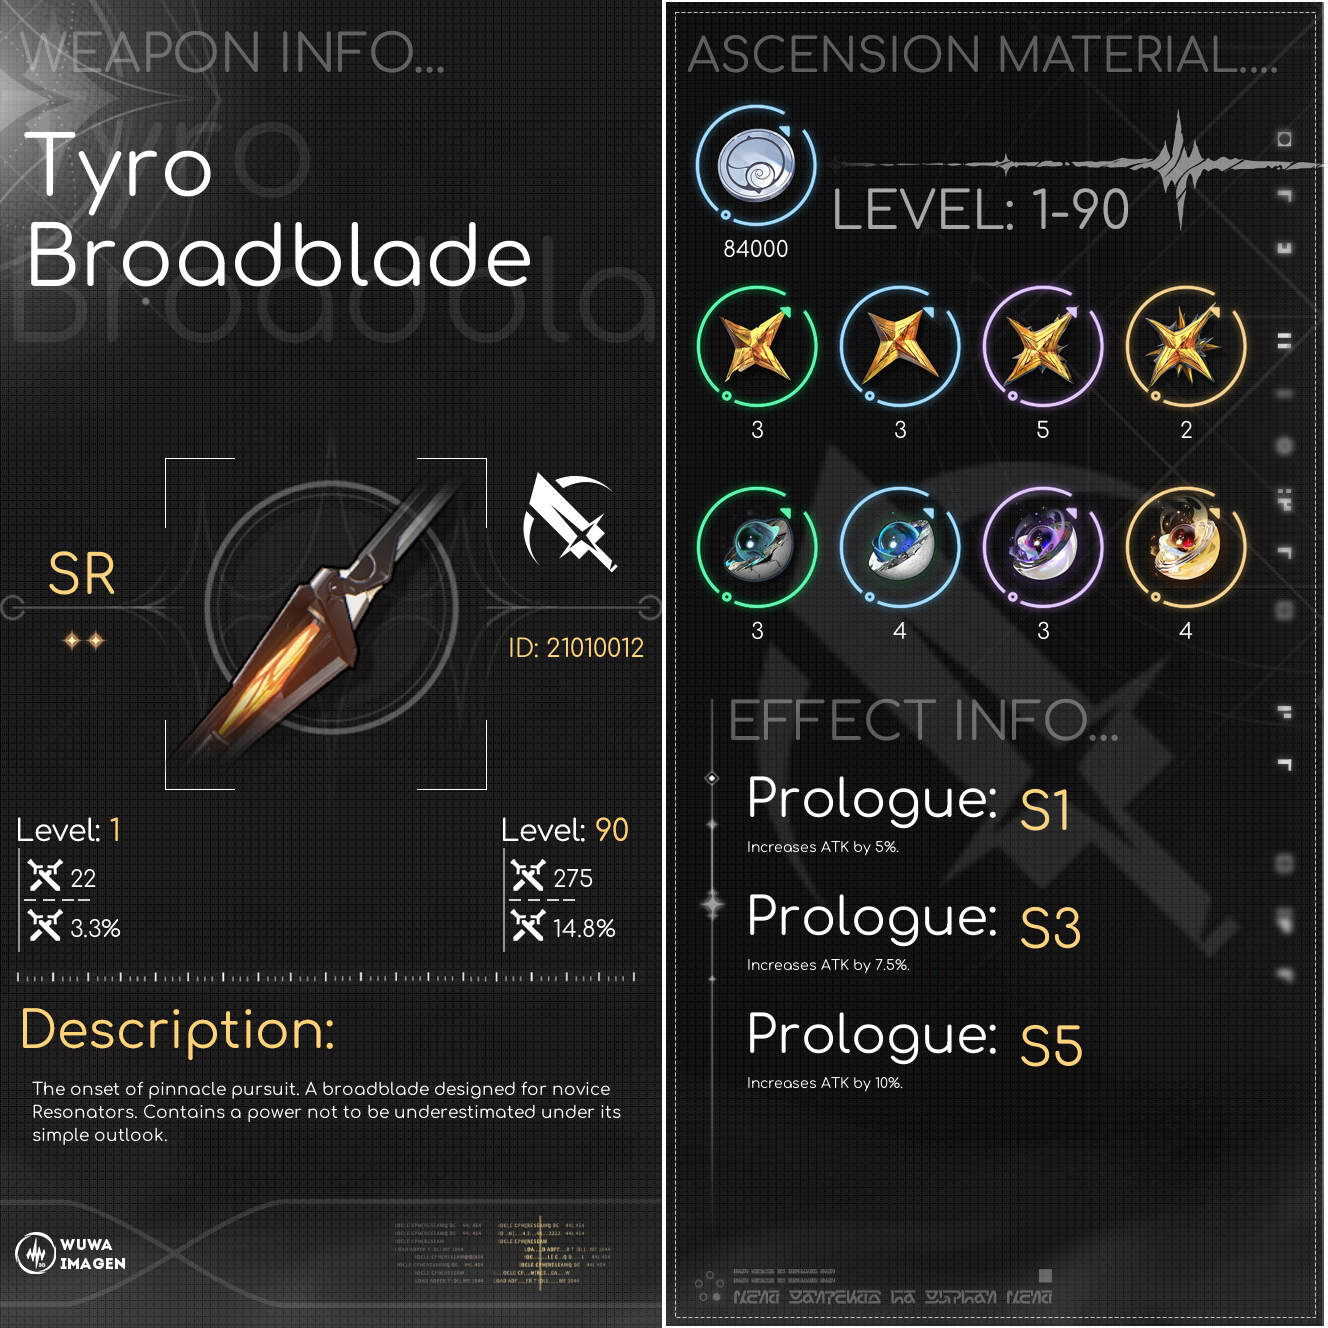 WEAPON INFO...
Tyro
Broadblade
SR
ID: 21010012
Level: 1
22
3.3%
Level: 90
275
14.8%
Description:
The onset of pinnacle pursuit. A broadblade designed for novice
Resonators. Contains a power not to be underestimated under its
simple outlook.
WUWA
IMAGEN
ASCENSION MATERIAL....
LEVEL: 1-90
84000
3 3 5 2
3 4 3 4
EFFECT INFO...
Prologue: S1
Increases ATK by 5%.
Prologue: S3
Increases ATK by 7.5%.
Prologue: S5
Increases ATK by 10%.